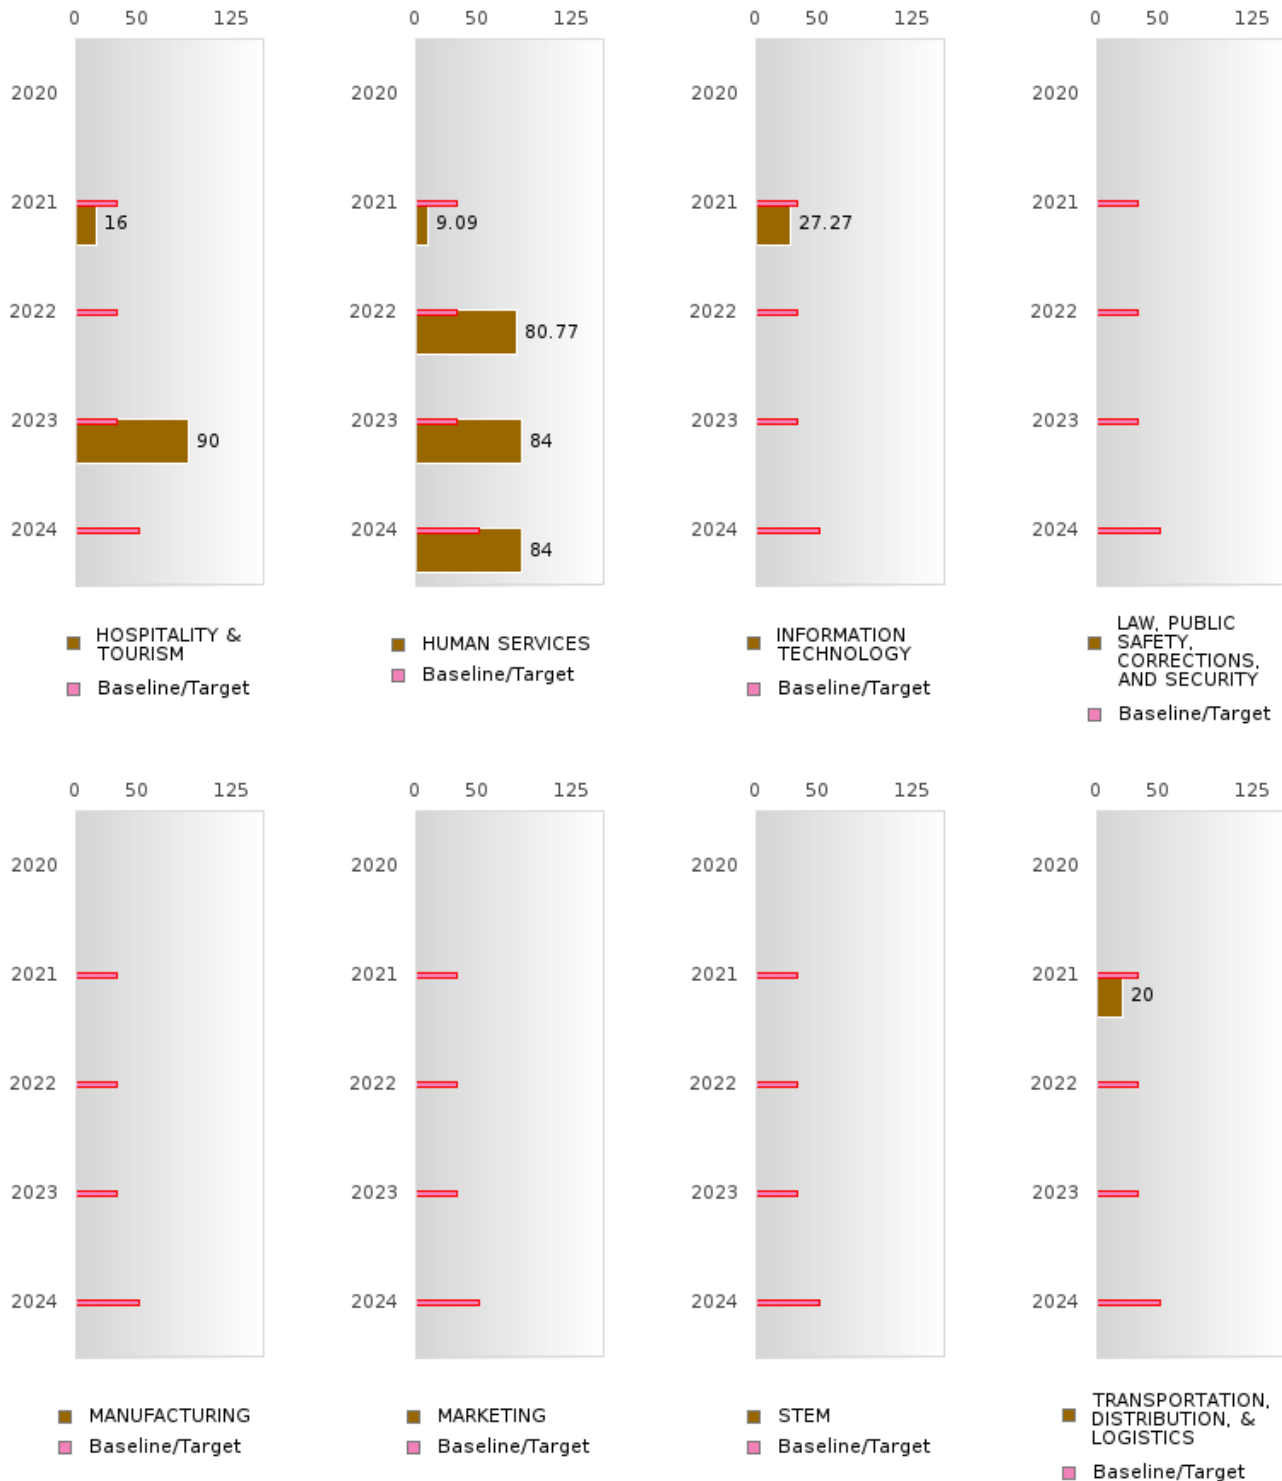 0 50 125 0 50 125 0 50 125 0 50 125
2020 2020 2020 2020
2021 2021 2021 2021
16 9.09 27.27
2022 2022 2022 2022
80.77
2023 2023 2023 2023
90 84
2024 2024 2024 2024
84
HOSPITALITY &
TOURISM
Baseline/Target
HUMAN SERVICES
Baseline/Target
INFORMATION
TECHNOLOGY
Baseline/Target
LAW, PUBLIC
SAFETY,
CORRECTIONS,
AND SECURITY
Baseline/Target
0 50 125 0 50 125 0 50 125 0 50 125
2020 2020 2020 2020
2021 2021 2021 2021
20
2022 2022 2022 2022
2023 2023 2023 2023
2024 2024 2024 2024
MANUFACTURING
Baseline/Target
MARKETING
Baseline/Target
STEM
Baseline/Target
TRANSPORTATION,
DISTRIBUTION, &
LOGISTICS
Baseline/Target